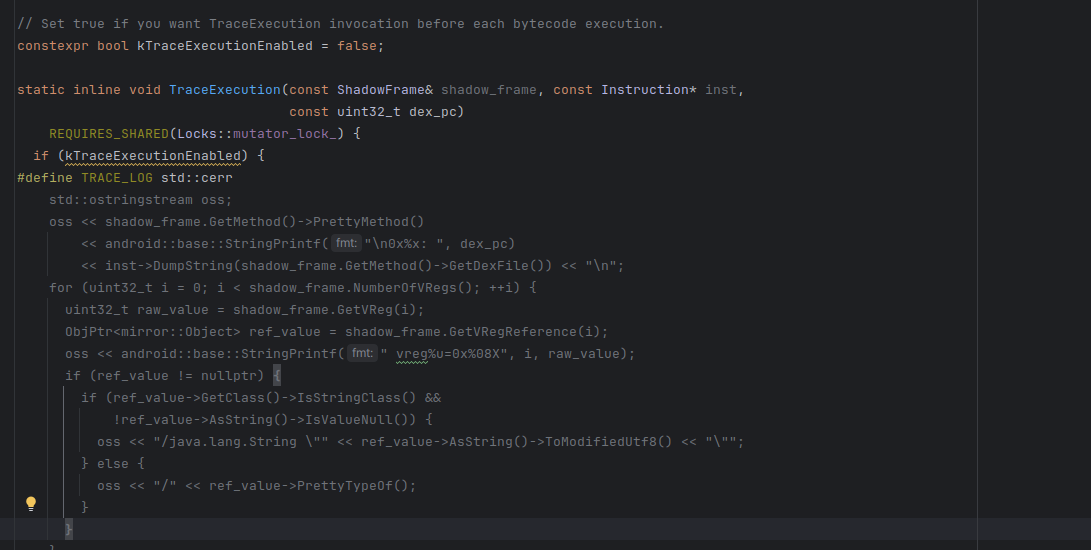 // Set true if you want TraceExecution invocation before each bytecode execution.
constexpr bool kTraceExecutionEnabled = false;
static inline void TraceExecution(const ShadowFrame& shadow_frame, const Instruction* inst,
const uint32_t dex_pc)
REQUIRES_SHARED(Locks::mutator_lock_) {
if (kTraceExecutionEnabled) {
#define TRACE_LOG std::cerr
std::ostringstream oss;
oss << shadow_frame.GetMethod()->PrettyMethod()
<< android::base::StringPrintf( fmt: "\n0x%x: ", dex_pc)
<< inst->DumpString(shadow_frame.GetMethod()->GetDexFile()) << "\n";
for (uint32_t i = 0; i < shadow_frame.NumberOfVRegs(); ++i) {
uint32_t raw_value = shadow_frame.GetVReg(i);
ObjPtr<mirror::Object> ref_value = shadow_frame.GetVRegReference(i);
oss << android::base::StringPrintf( fmt: " vreg%u=0x%08X", i, raw_value);
if (ref_value != nullptr) {
if (ref_value->GetClass()->IsStringClass() &&
!ref_value->AsString()->IsValueNull()) {
oss << "/java.lang.String \"" << ref_value->AsString()->ToModifiedUtf8() << "\"";
} else {
oss << "/" << ref_value->PrettyTypeOf();
}
}
}